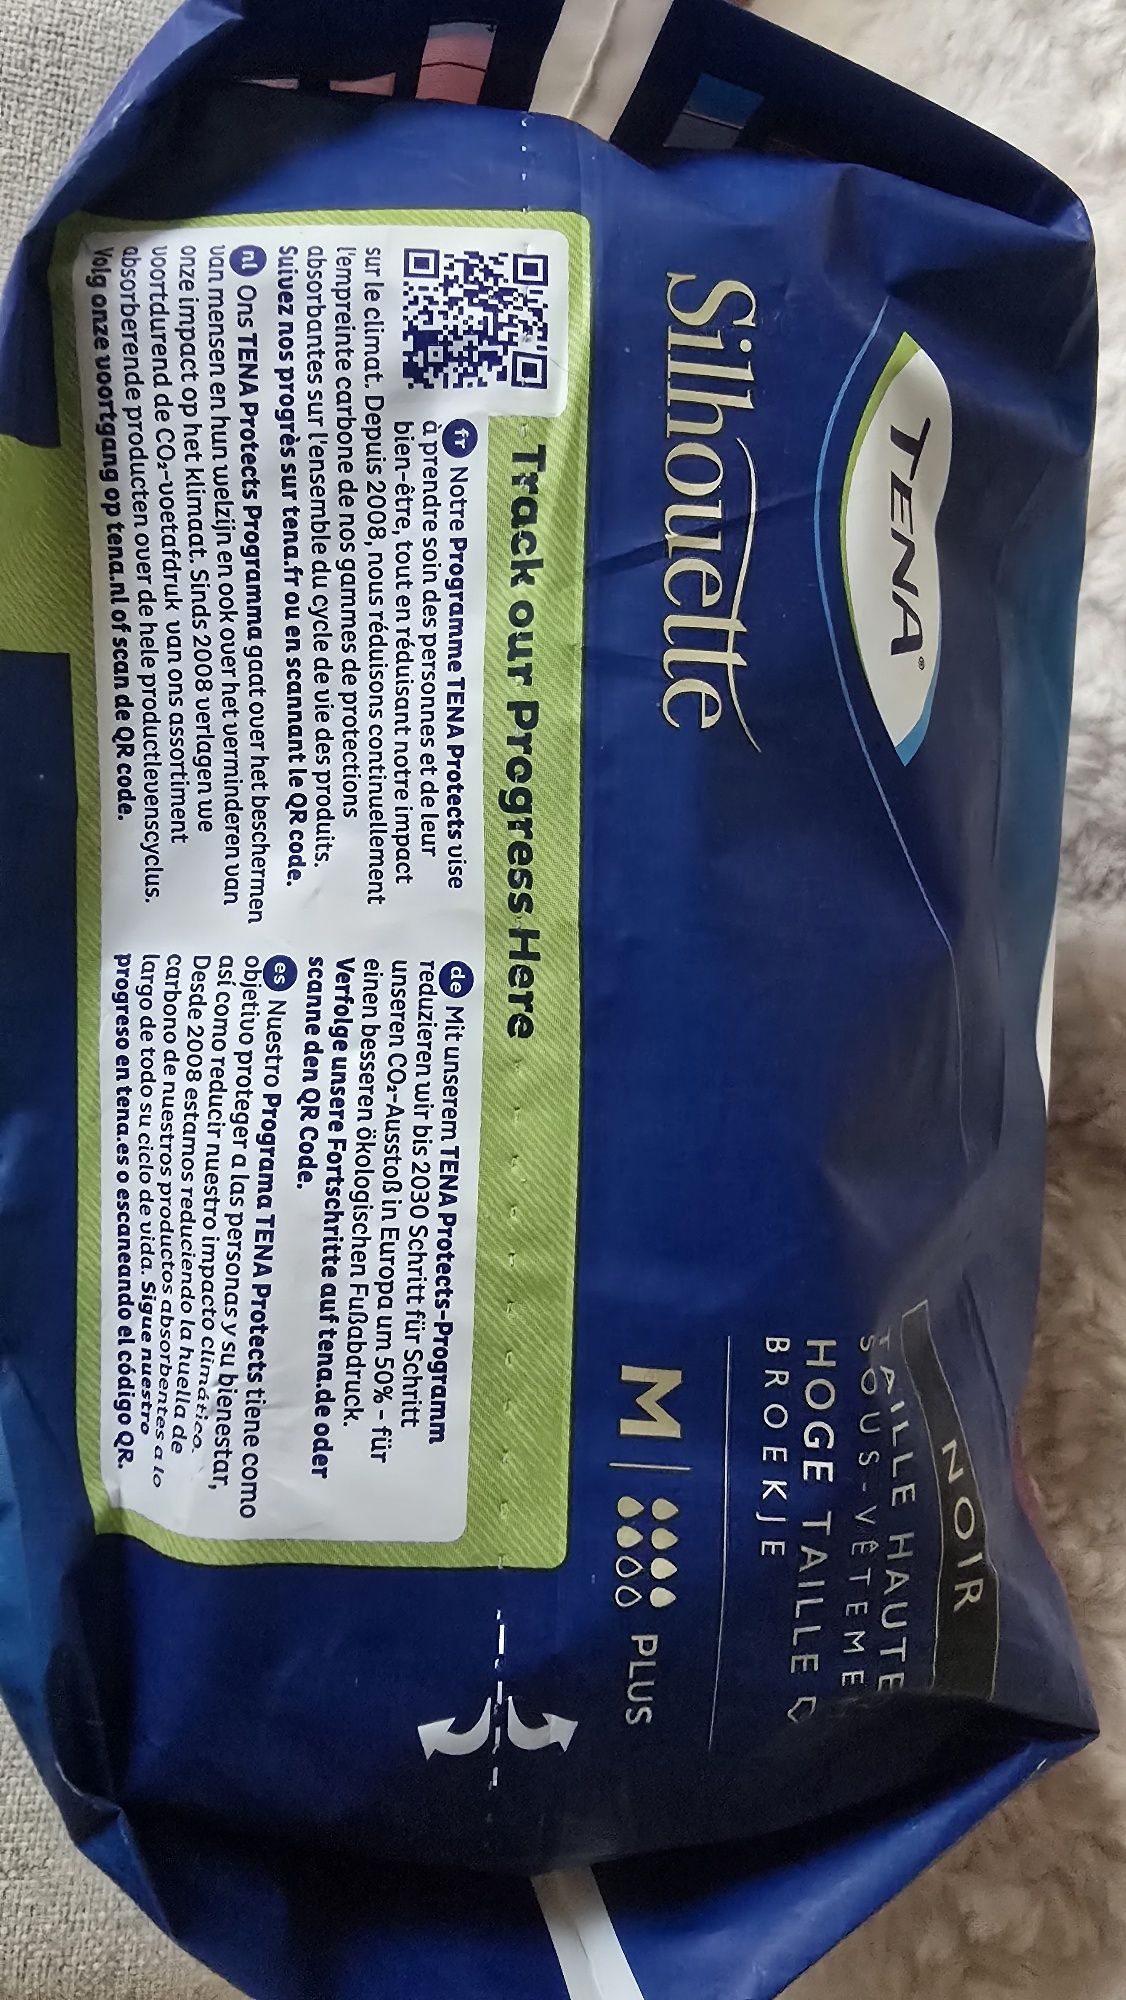 TENA®
Silhouette
NOIR
TAILLE HAUTE
HOGE TAILLE
BROEKJE
M
PLUS
Track our Progress Here
fr Notre Programme TENA Protects vise
à prendre soin des personnes et de leur
bien-être, tout en réduisant notre impact
sur le climat. Depuis 2008, nous réduisons continuellement
l'empreinte carbone de nos gammes de protections
absorbantes sur l'ensemble du cycle de vie des produits.
Suivez nos progrès sur tena.fr ou en scannant le QR code.
nl Ons TENA Protects Programma gaat over het beschermen
van mensen en hun welzijn en ook over het verminderen van
onze impact op het klimaat. Sinds 2008 verlagen we
voortdurend de CO₂-voetafdruk van ons assortiment
absorberende producten over de hele productlevenscyclus.
Volg onze voortgang op tena.nl of scan de QR code.
de Mit unserem TENA Protects-Programm
reduzieren wir bis 2030 Schritt für Schritt
unseren CO₂-Ausstoß in Europa um 50% - für
einen besseren ökologischen Fußabdruck.
Verfolge unsere Fortschritte auf tena.de oder
scanne den QR Code.
es Nuestro Programa TENA Protects tiene como
objetivo proteger a las personas y su bienestar,
así como reducir nuestro impacto climático.
Desde 2008 estamos reduciendo la huella de
carbono de nuestros productos absorbentes a lo
largo de todo su ciclo de vida. Sigue nuestro
progreso en tena.es o escaneando el código QR.